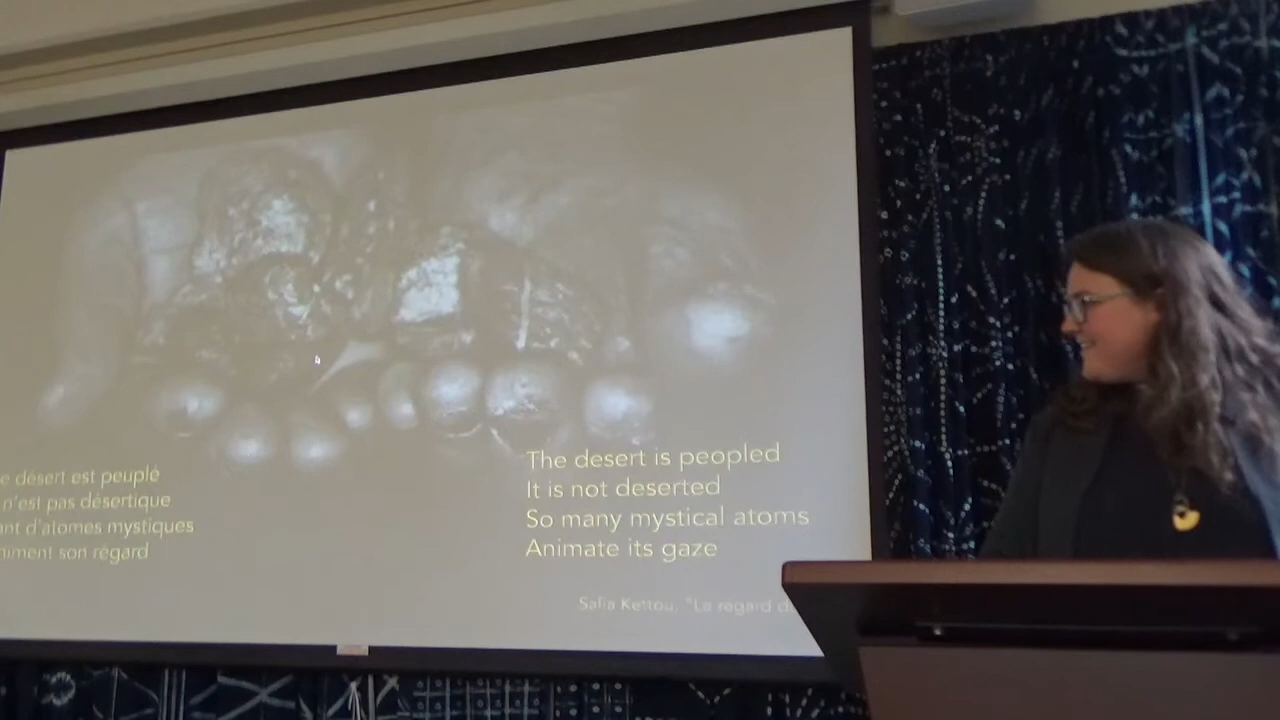 e désert est peuplé
n'est pas désertique
ant d'atomes mystiques
niment son régard
The desert is peopled
It is not deserted
So many mystical atoms
Animate its gaze
Safia Kettou, "Le regard d